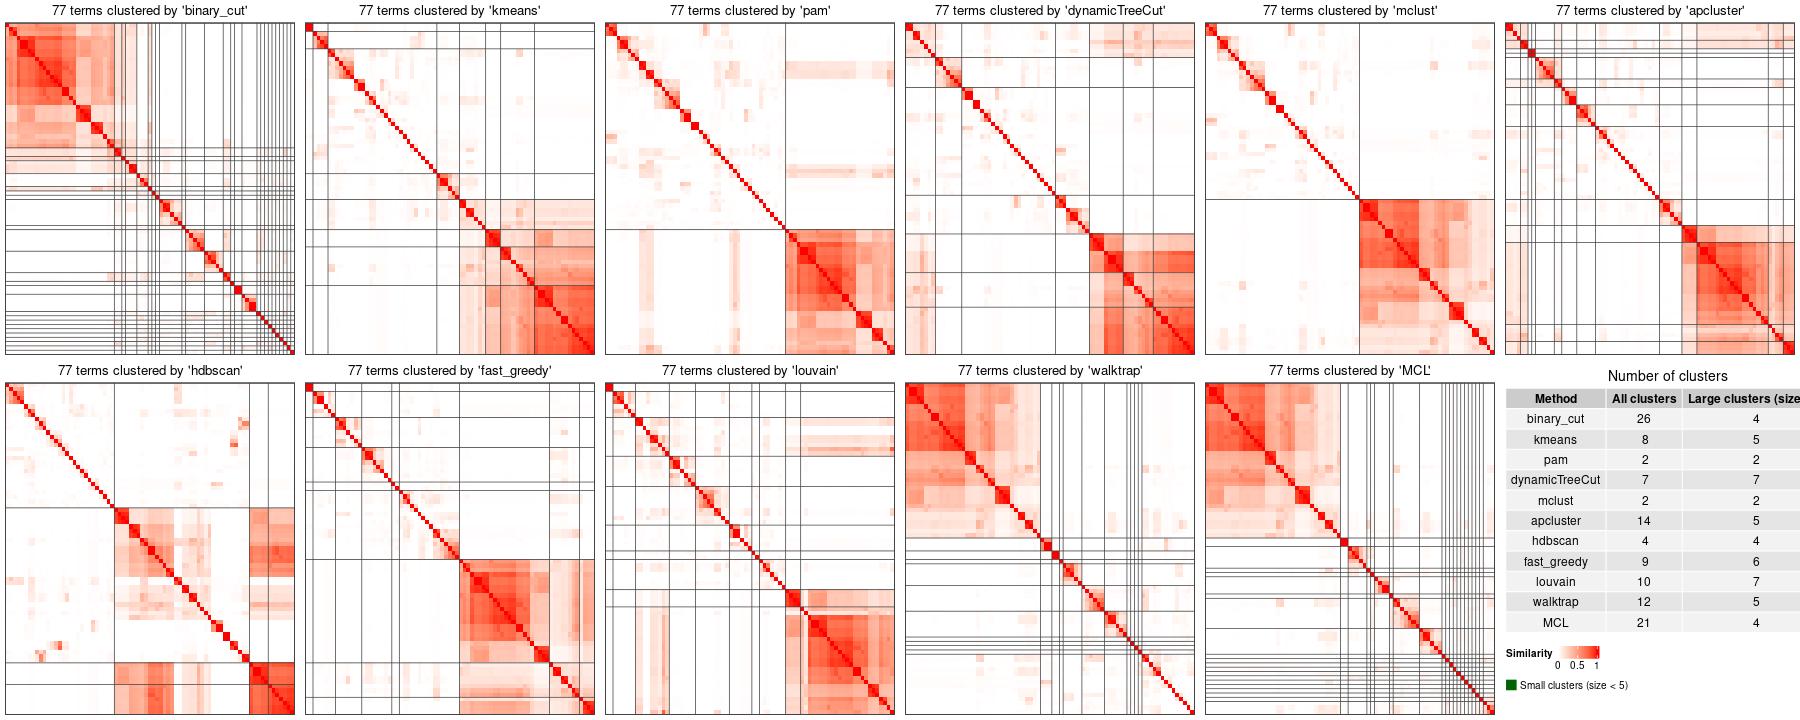 77 terms clustered by 'binary_cut'
77 terms clustered by 'kmeans'
77 terms clustered by 'pam'
77 terms clustered by 'dynamicTreeCut'
77 terms clustered by 'mclust'
77 terms clustered by 'apcluster'
77 terms clustered by 'hdbscan'
77 terms clustered by 'fast_greedy'
77 terms clustered by 'louvain'
77 terms clustered by 'walktrap'
77 terms clustered by 'MCL'
Number of clusters
Method All clusters Large clusters (size
binary_cut 26 4
kmeans 8 5
pam 2 2
dynamicTreeCut 7 7
mclust 2 2
apcluster 14 5
hdbscan 4 4
fast_greedy 9 6
louvain 10 7
walktrap 12 5
MCL 21 4
Similarity
0 0.5 1
Small clusters (size < 5)